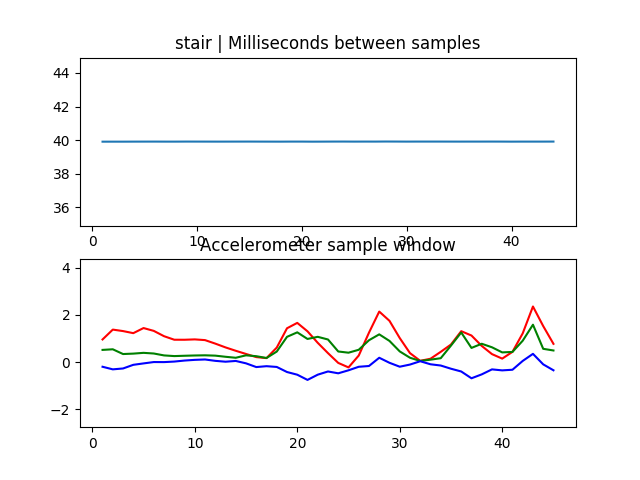 stair | Milliseconds between samples
44
42
40
38
36
0 10 20 30 40
Accelerometer sample window
4
2
0
−2
0 10 20 30 40